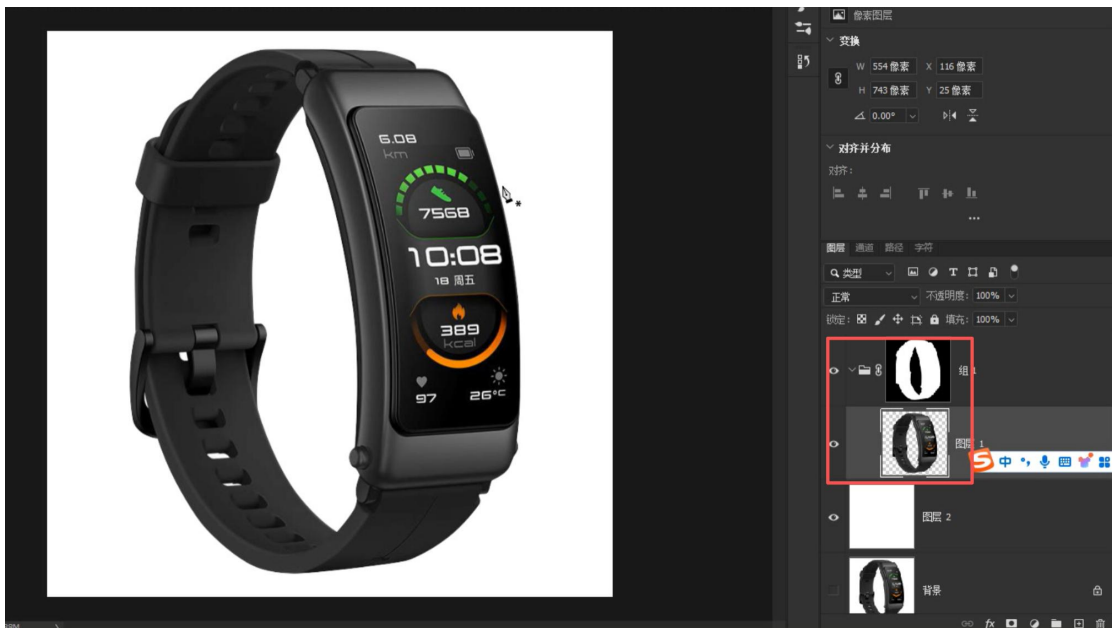 6.08
km
7568
10:08
18 周五
389
kcal
97
26°C
像素图层
变换
W 554 像素 X 116 像素
H 743 像素 Y 25 像素
0.00°
对齐并分布
对齐：
图层 通道 路径 字符
类型
正常
不透明度： 100%
锁定： 填充： 100%
组 1
图层 1
中
图层 2
背景
fx